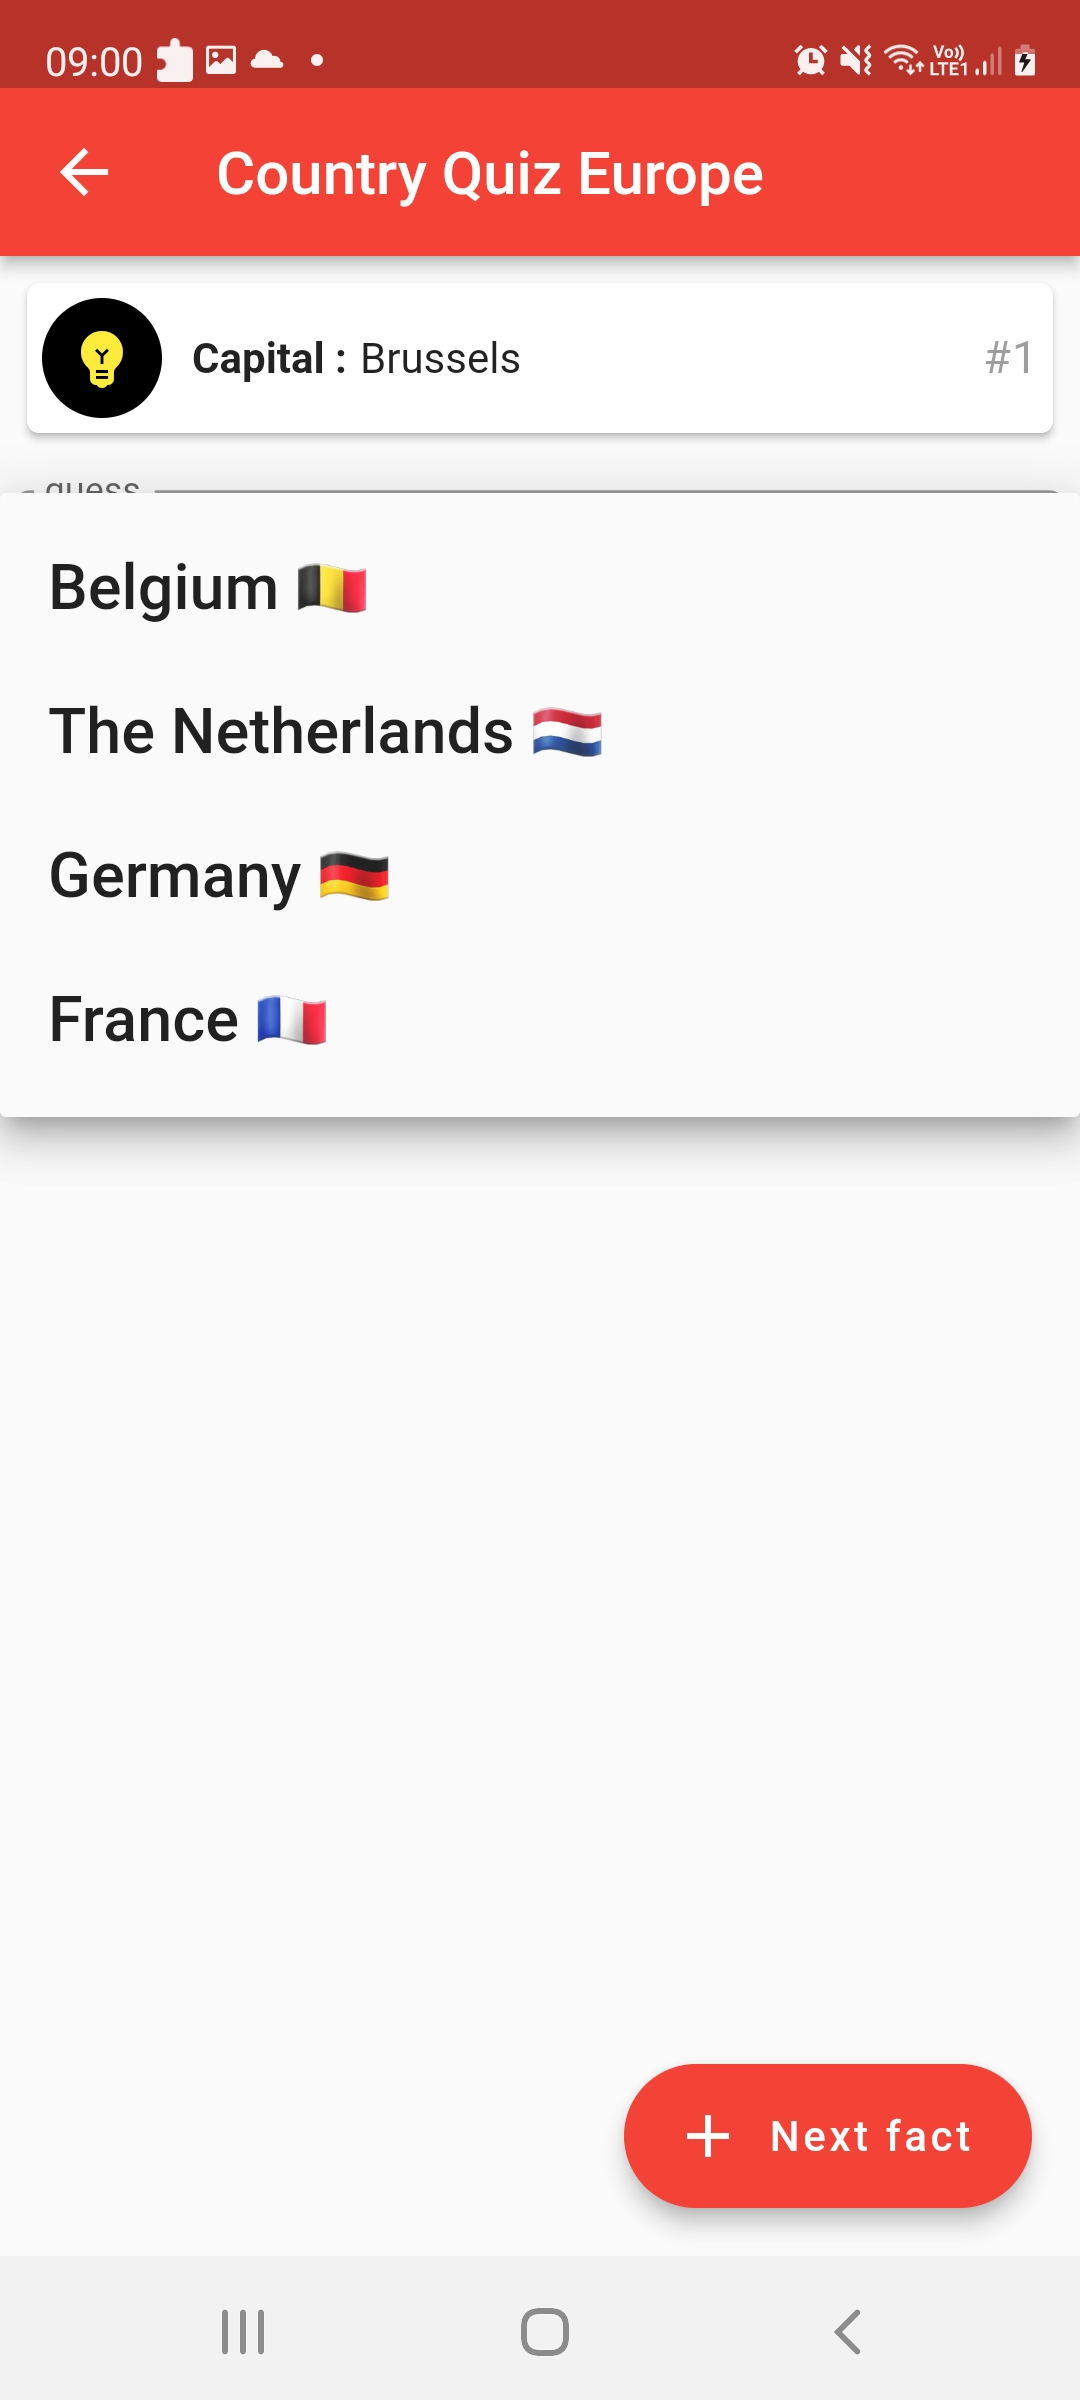 09:00
Vo)) LTE1
Country Quiz Europe
Capital : Brussels #1
guess
Belgium 🇧🇪
The Netherlands 🇳🇱
Germany 🇩🇪
France 🇫🇷
Next fact